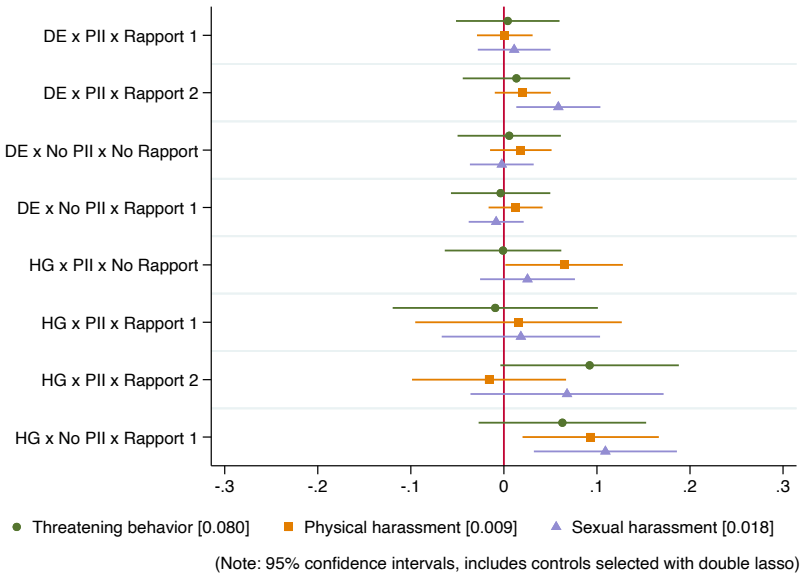 DE x PII x Rapport 1
DE x PII x Rapport 2
DE x No PII x No Rapport
DE x No PII x Rapport 1
HG x PII x No Rapport
HG x PII x Rapport 1
HG x PII x Rapport 2
HG x No PII x Rapport 1
-.3 -.2 -.1 0 .1 .2 .3
Threatening behavior [0.080] Physical harassment [0.009] Sexual harassment [0.018]
(Note: 95% confidence intervals, includes controls selected with double lasso)